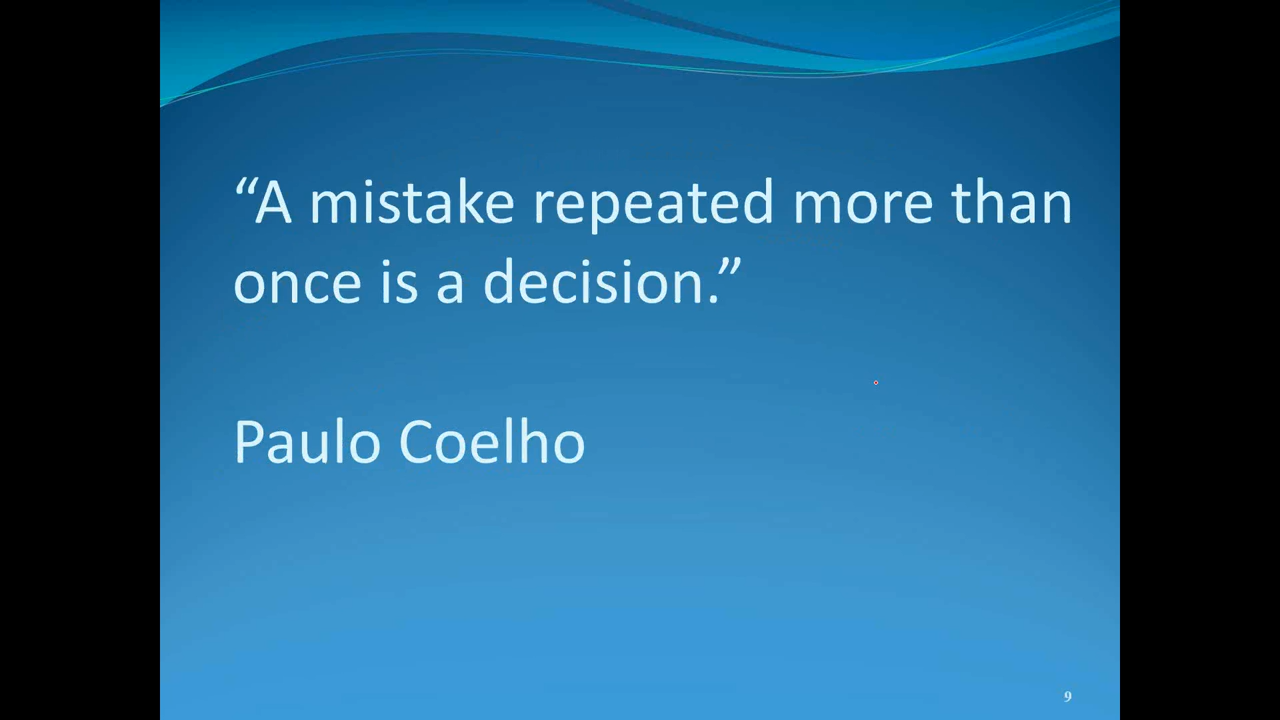 “A mistake repeated more than
once is a decision.”
Paulo Coelho
9